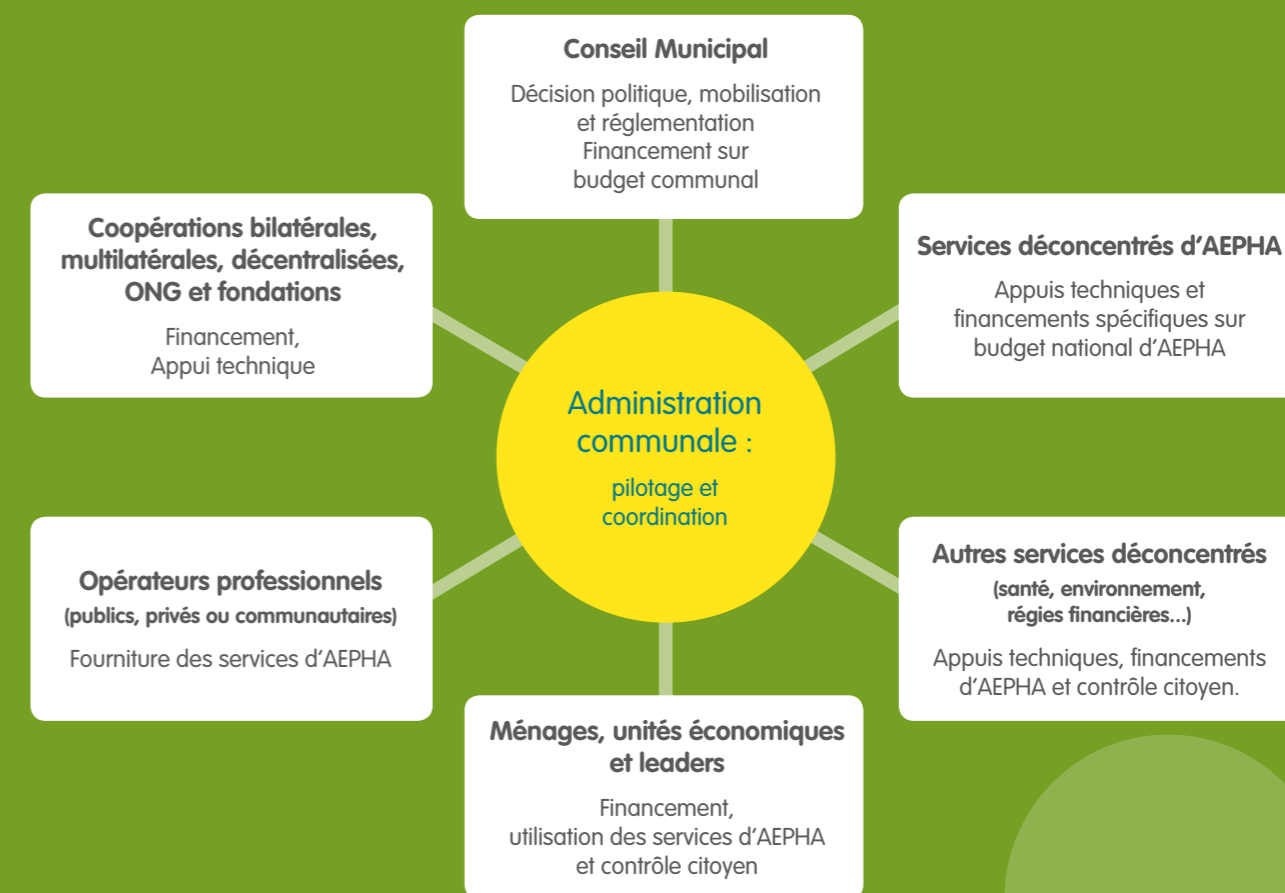 Conseil Municipal
Décision politique, mobilisation
et réglementation
Financement sur
budget communal
Coopérations bilatérales,
multilatérales, décentralisées,
ONG et fondations
Financement,
Appui technique
Services déconcentrés d’AEPHA
Appuis techniques et
financements spécifiques sur
budget national d’AEPHA
Administration
communale :
pilotage et
coordination
Opérateurs professionnels
(publics, privés ou communautaires)
Fourniture des services d’AEPHA
Autres services déconcentrés
(santé, environnement,
régies financières...)
Appuis techniques, financements
d’AEPHA et contrôle citoyen.
Ménages, unités économiques
et leaders
Financement,
utilisation des services d’AEPHA
et contrôle citoyen